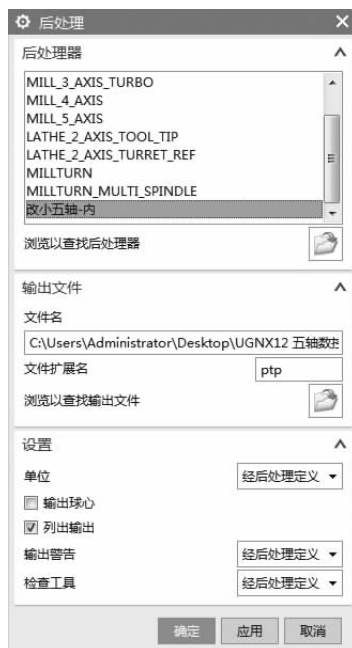 后处理
后处理器
MILL_3_AXIS_TURBO
MILL_4_AXIS
MILL_5_AXIS
LATHE_2_AXIS_TOOL_TIP
LATHE_2_AXIS_TURRET_REF
MILLTURN
MILLTURN_MULTI_SPINDLE
改小五轴-内
浏览以查找后处理器
输出文件
文件名
C:\Users\Administrator\Desktop\UGNX12 五轴数
文件扩展名 ptp
浏览以查找输出文件
设置
单位 经后处理定义
输出球心
列出输出
输出警告 经后处理定义
检查工具 经后处理定义
确定 应用 取消